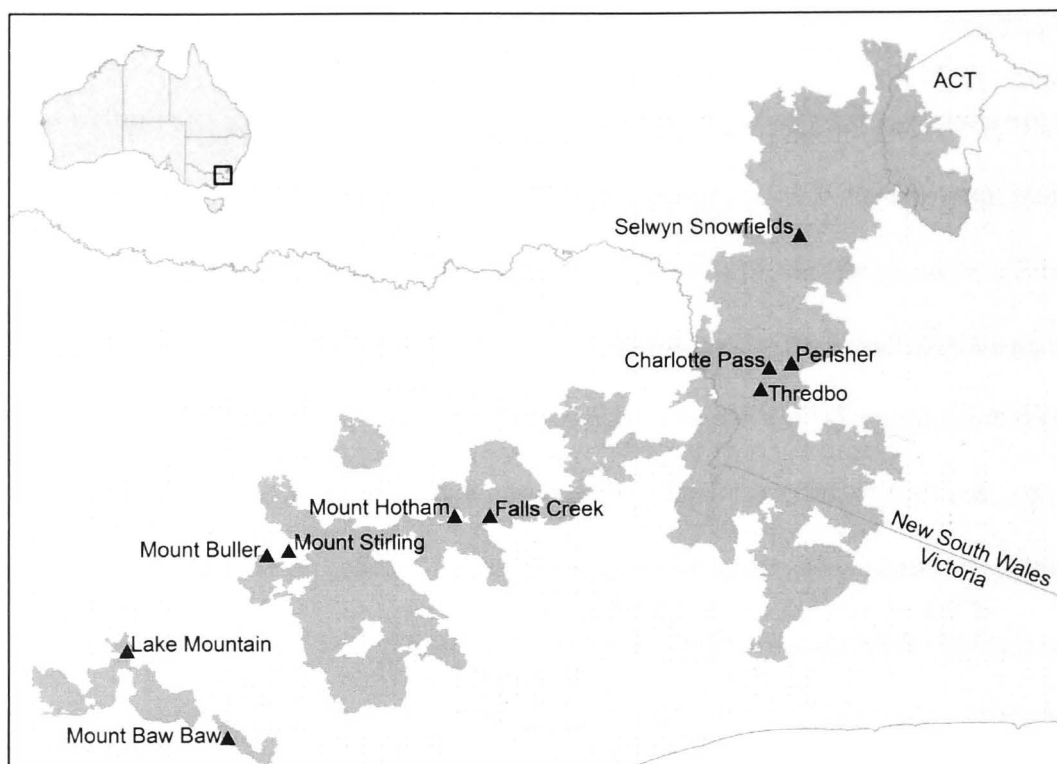 ACT
Selwyn Snowfields
Charlotte Pass
Perisher
Thredbo
Mount Hotham
Falls Creek
Mount Buller
Mount Stirling
New South Wales
Victoria
Lake Mountain
Mount Baw Baw